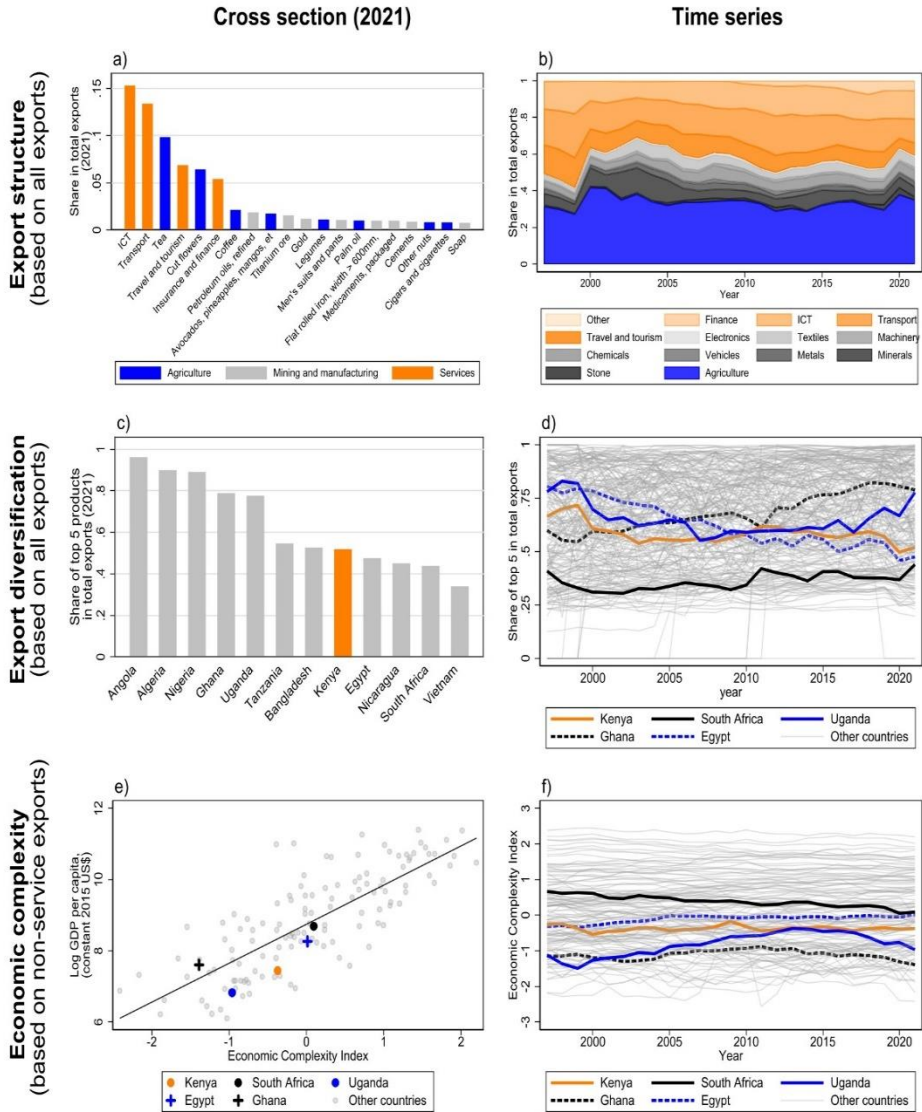 Cross section (2021)
Time series
Export structure
(based on all exports)
a)
Share in total exports
(2021)
.15
.1
.05
0
ICT
Transport
Tea
Travel and tourism
Cut flowers
Insurance and finance
Coffee
Petroleum oils, refined
Avocados, pineapples, mangos, et
Titanium ore
Gold
Legumes
Men's suits and pants
Palm oil
Flat rolled iron, width > 600mm.
Medicaments, packaged
Cements
Other nuts
Cigars and cigarettes
Soap
Agriculture
Mining and manufacturing
Services
b)
Share in total exports
1
.8
.6
.4
.2
0
2000
2005
2010
2015
2020
Year
Other
Finance
ICT
Transport
Travel and tourism
Electronics
Textiles
Machinery
Chemicals
Vehicles
Metals
Minerals
Stone
Agriculture
Export diversification
(based on all exports)
c)
Share of top 5 products
in total exports (2021)
1
.8
.6
.4
.2
0
Angola
Algeria
Nigeria
Ghana
Uganda
Tanzania
Bangladesh
Kenya
Egypt
Nicaragua
South Africa
Vietnam
d)
Share of top 5 in total exports
1
.75
.5
.25
0
2000
2005
2010
2015
2020
year
Kenya
South Africa
Uganda
Ghana
Egypt
Other countries
Economic complexity
(based on non-service exports)
e)
Log GDP per capita,
(constant 2015 US$)
12
10
8
6
-2
-1
0
1
2
Economic Complexity Index
Kenya
South Africa
Uganda
Egypt
Ghana
Other countries
f)
Economic Complexity Index
3
2
1
0
-1
-2
-3
2000
2005
2010
2015
2020
Year
Kenya
South Africa
Uganda
Ghana
Egypt
Other countries